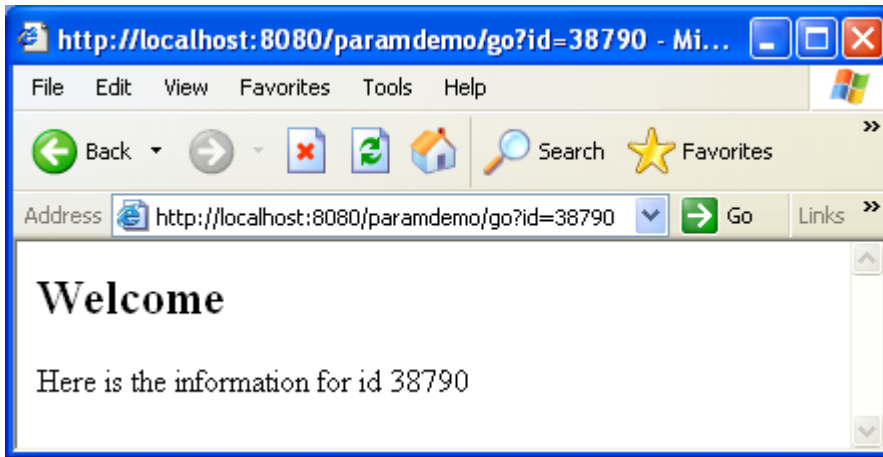 http://localhost:8080/paramdemo/go?id=38790 - Mi...
File Edit View Favorites Tools Help
Back Search Favorites »
Address http://localhost:8080/paramdemo/go?id=38790 Go Links »
Welcome
Here is the information for id 38790